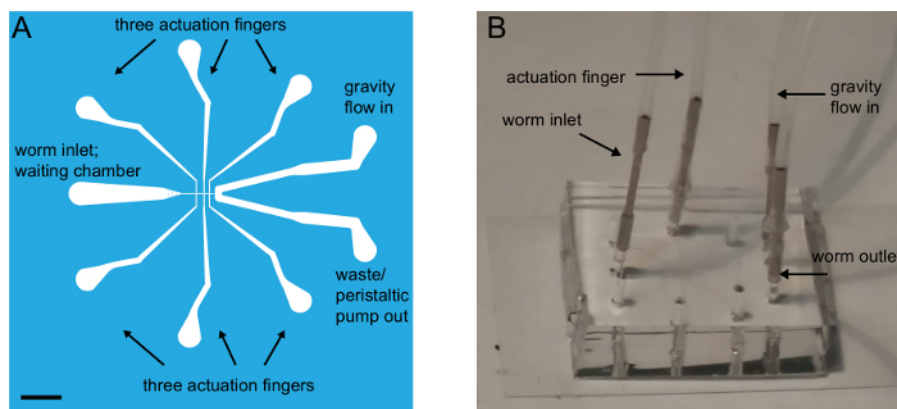 A
three actuation fingers
gravity
flow in
worm inlet;
waiting chamber
waste/
peristaltic
pump out
three actuation fingers
B
actuation finger
gravity
flow in
worm inlet
worm outlet